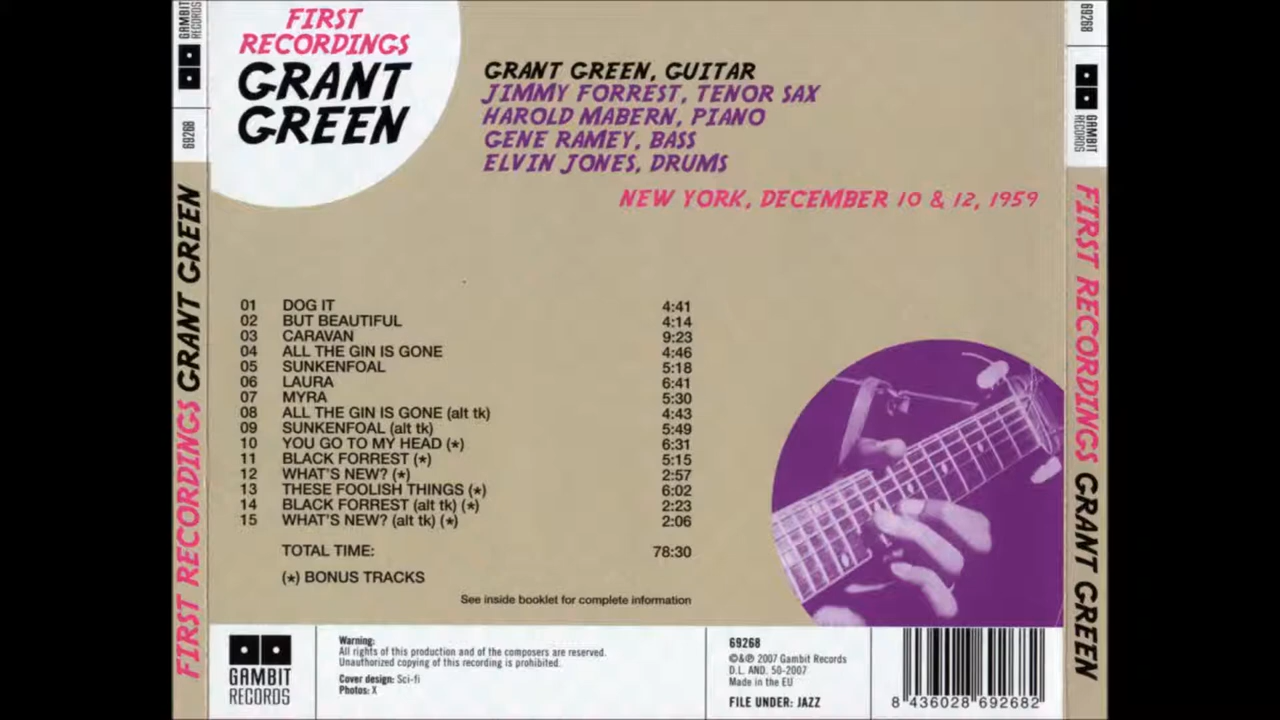 FIRST
RECORDINGS
GRANT
GREEN
GRANT GREEN, GUITAR
JIMMY FORREST, TENOR SAX
HAROLD MABERN, PIANO
GENE RAMEY, BASS
ELVIN JONES, DRUMS
NEW YORK, DECEMBER 10 & 12, 1959
01 DOG IT 4:41
02 BUT BEAUTIFUL 4:14
03 CARAVAN 9:23
04 ALL THE GIN IS GONE 4:46
05 SUNKENFOAL 5:18
06 LAURA 6:41
07 MYRA 5:30
08 ALL THE GIN IS GONE (alt tk) 4:43
09 SUNKENFOAL (alt tk) 5:49
10 YOU GO TO MY HEAD (*) 6:31
11 BLACK FORREST (*) 5:15
12 WHAT'S NEW? (*) 2:57
13 THESE FOOLISH THINGS (*) 6:02
14 BLACK FORREST (alt tk) (*) 2:23
15 WHAT'S NEW? (alt tk) (*) 2:06
TOTAL TIME: 78:30
(*) BONUS TRACKS
See inside booklet for complete information
GAMBIT
RECORDS
Warning:
All rights of this production and of the composers are reserved.
Unauthorized copying of this recording is prohibited.
Cover design: Sci-fi
Photos: X
69268
©&℗ 2007 Gambit Records
D.L. AND. 50-2007
Made in the EU
FILE UNDER: JAZZ
8 436028 692682
GAMBIT
RECORDS
69268
FIRST RECORDINGS GRANT GREEN
69268
GAMBIT
RECORDS
FIRST RECORDINGS GRANT GREEN